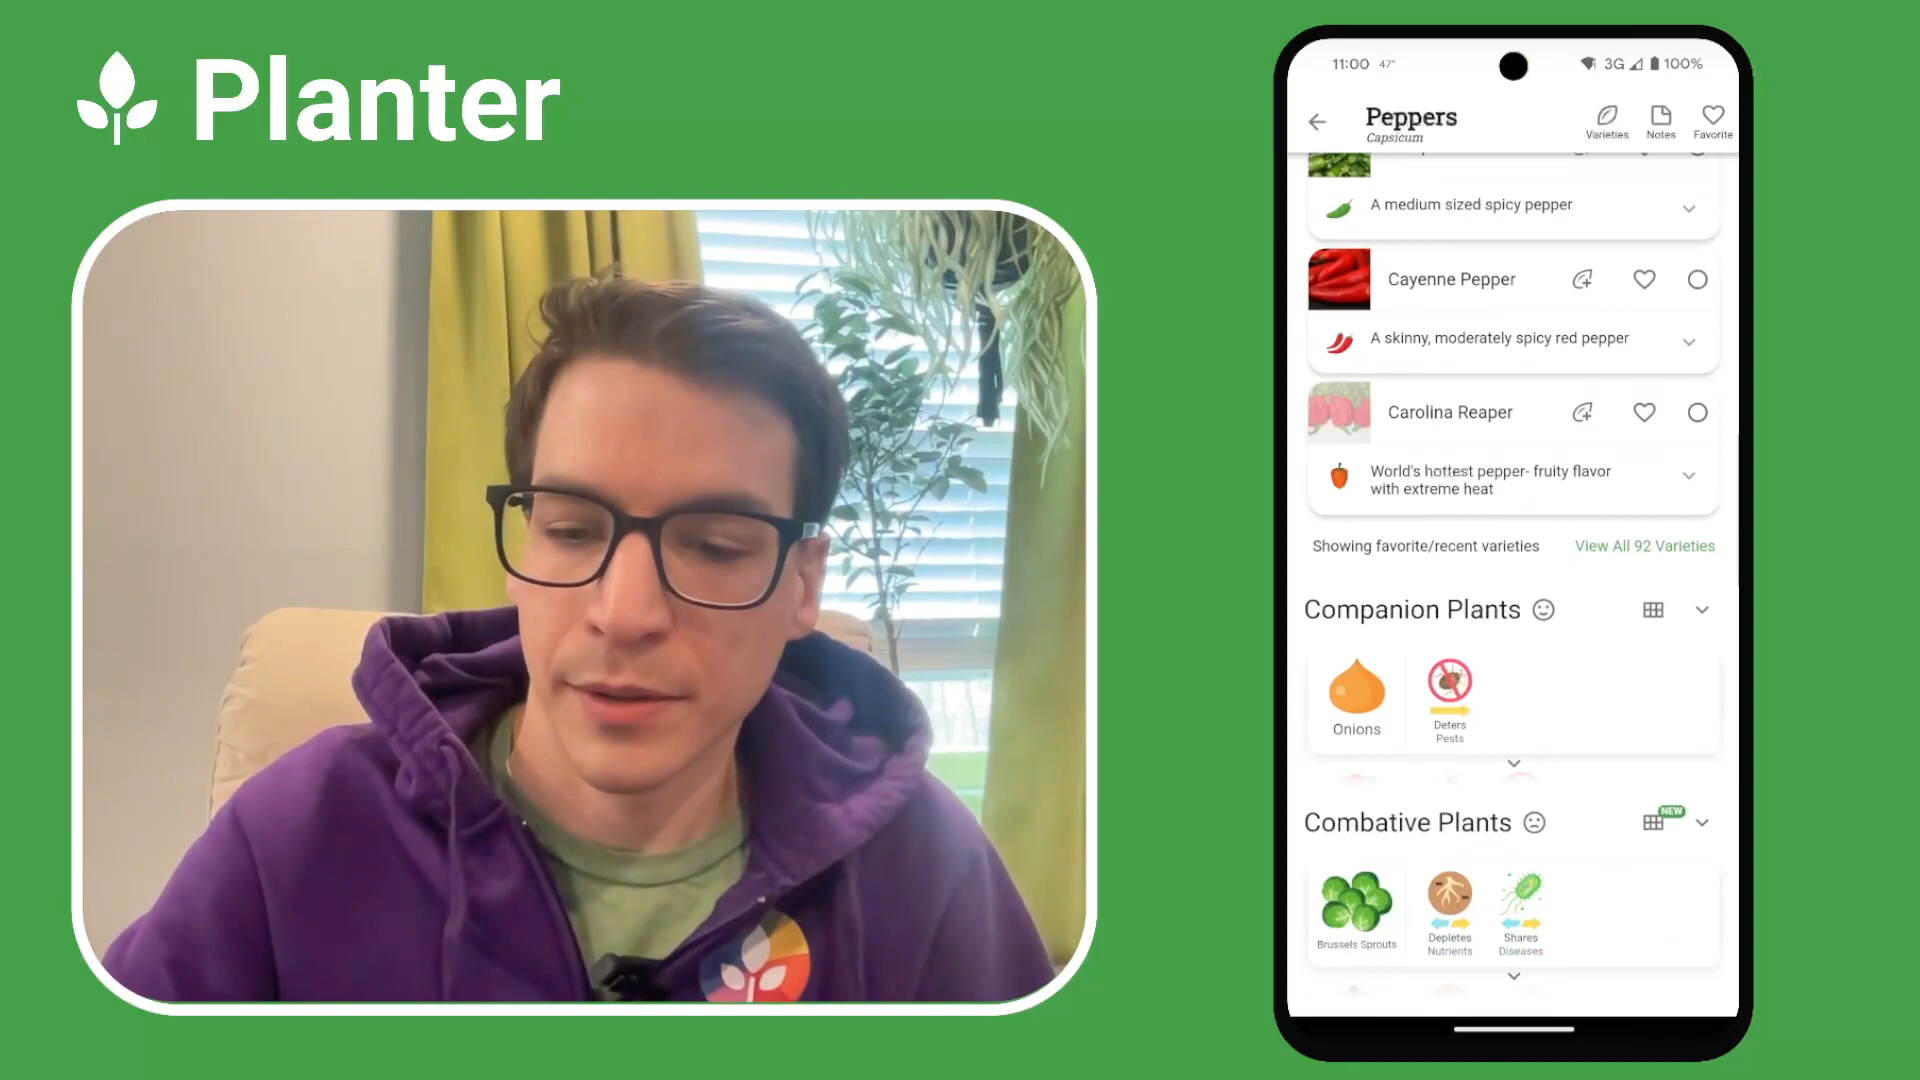 Planter
11:00 47° 3G 100%
Peppers
Capsicum
Varieties Notes Favorite
A medium sized spicy pepper
Cayenne Pepper
A skinny, moderately spicy red pepper
Carolina Reaper
World's hottest pepper- fruity flavor
with extreme heat
Showing favorite/recent varieties View All 92 Varieties
Companion Plants
Onions
Deters
Pests
NEW
Combative Plants
Brussels Sprouts
Depletes
Nutrients
Shares
Diseases